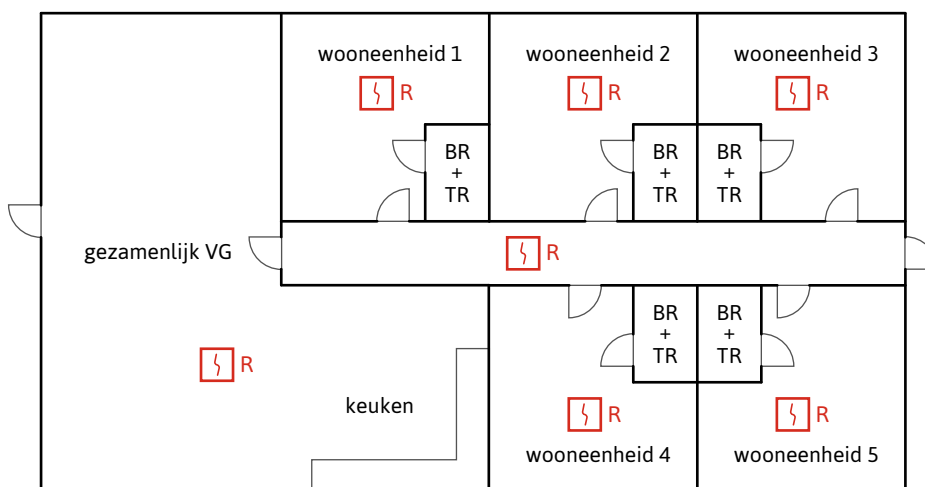 wooneenheid 1
wooneenheid 2
wooneenheid 3
R
R
R
BR
+
TR
BR
+
TR
BR
+
TR
gezamenlijk VG
R
BR
+
TR
BR
+
TR
R
keuken
R
R
wooneenheid 4
wooneenheid 5